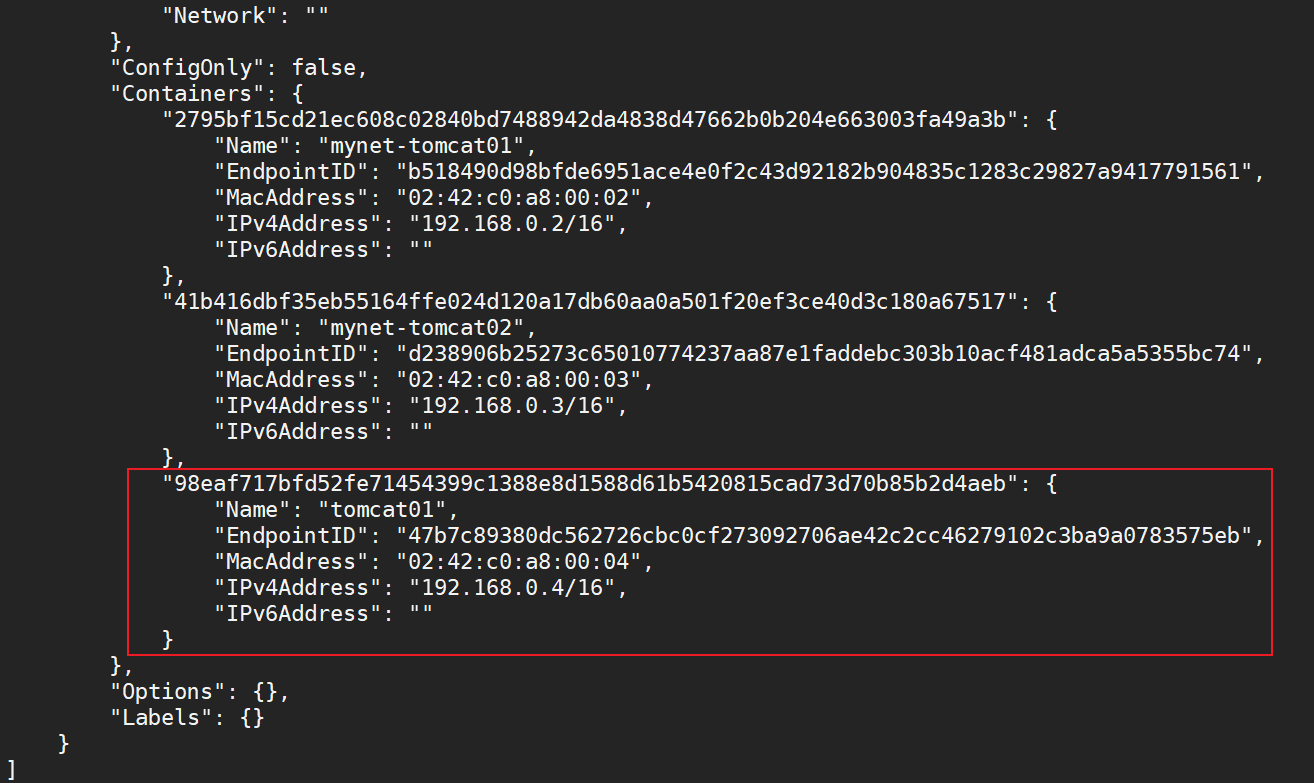 "Network": ""
},
"ConfigOnly": false,
"Containers": {
"2795bf15cd21ec608c02840bd7488942da4838d47662b0b204e663003fa49a3b": {
"Name": "mynet-tomcat01",
"EndpointID": "b518490d98bfde6951ace4e0f2c43d92182b904835c1283c29827a9417791561",
"MacAddress": "02:42:c0:a8:00:02",
"IPv4Address": "192.168.0.2/16",
"IPv6Address": ""
},
"41b416dbf35eb55164ffe024d120a17db60aa0a501f20ef3ce40d3c180a67517": {
"Name": "mynet-tomcat02",
"EndpointID": "d238906b25273c65010774237aa87e1faddebc303b10acf481adca5a5355bc74",
"MacAddress": "02:42:c0:a8:00:03",
"IPv4Address": "192.168.0.3/16",
"IPv6Address": ""
},
"98eaf717bfd52fe71454399c1388e8d1588d61b5420815cad73d70b85b2d4aeb": {
"Name": "tomcat01",
"EndpointID": "47b7c89380dc562726cbc0cf273092706ae42c2cc46279102c3ba9a0783575eb",
"MacAddress": "02:42:c0:a8:00:04",
"IPv4Address": "192.168.0.4/16",
"IPv6Address": ""
}
},
"Options": {},
"Labels": {}
}
]